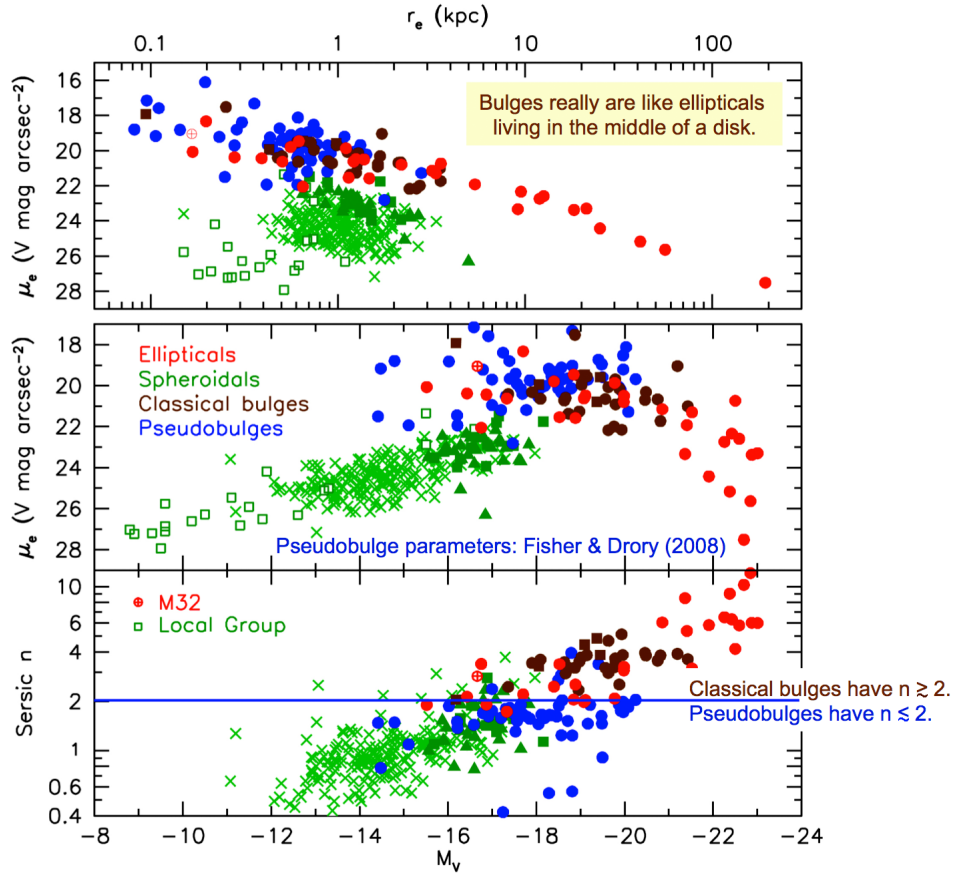 r_e (kpc)
0.1 1 10 100
μ_e (V mag arcsec⁻²)
16
18
20
22
24
26
28
Bulges really are like ellipticals
living in the middle of a disk.
μ_e (V mag arcsec⁻²)
18
20
22
24
26
28
Ellipticals
Spheroidals
Classical bulges
Pseudobulges
Pseudobulge parameters: Fisher & Drory (2008)
Sersic n
10
6
4
2
1
0.6
0.4
M32
Local Group
Classical bulges have n ≳ 2.
Pseudobulges have n ≲ 2.
−8 −10 −12 −14 −16 −18 −20 −22 −24
M_V